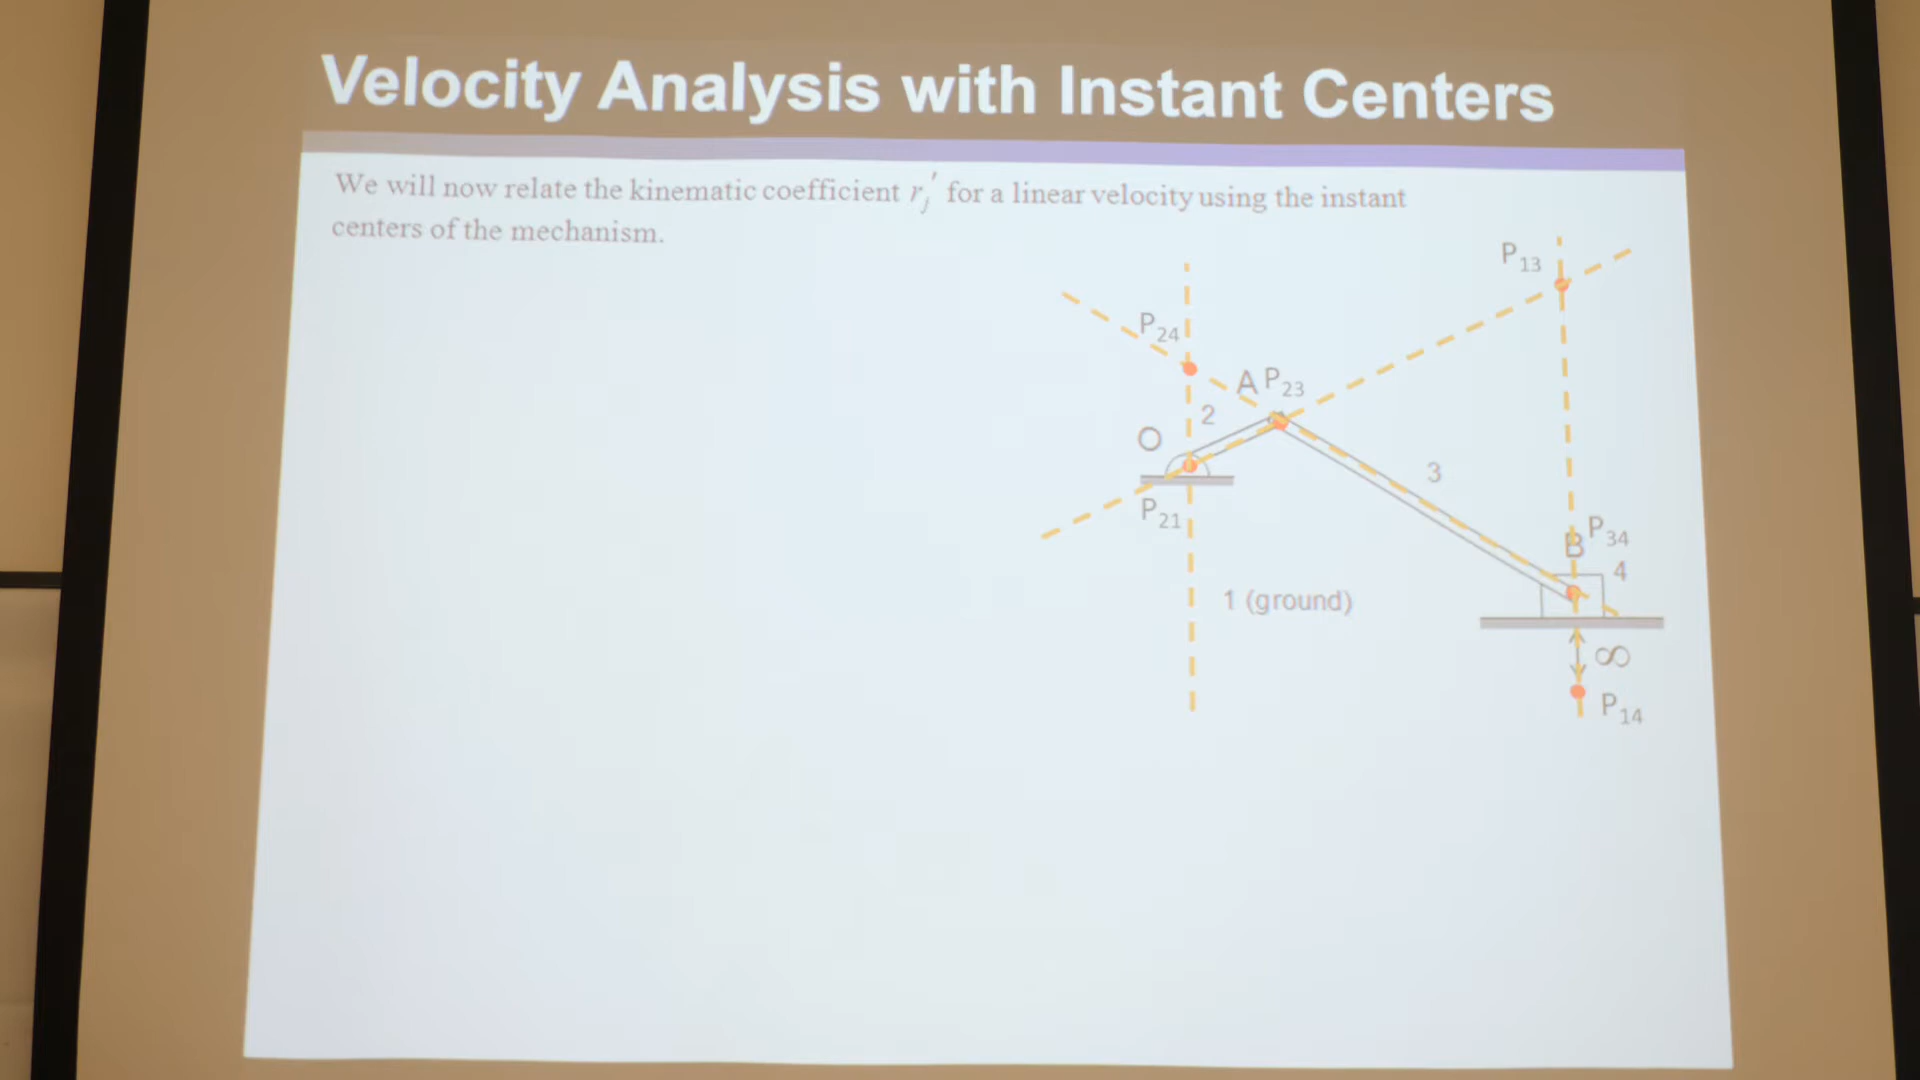 Velocity Analysis with Instant Centers
We will now relate the kinematic coefficient rⱼ′ for a linear velocity using the instant
centers of the mechanism.
P₁₃
P₂₄
A P₂₃
2
O
3
P₂₁
P₃₄
B
4
1 (ground)
∞
P₁₄